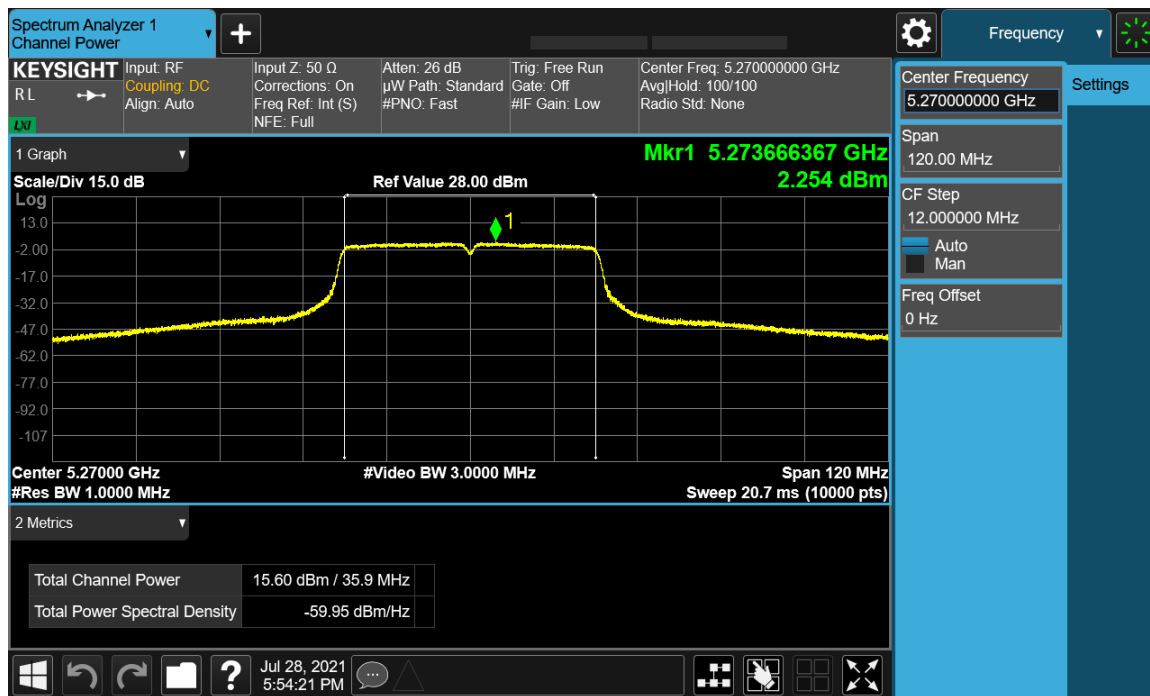 Spectrum Analyzer 1
Channel Power
+
Frequency
KEYSIGHT
R L
LXI
Input: RF
Coupling: DC
Align: Auto
Input Z: 50 Ω
Corrections: On
Freq Ref: Int (S)
NFE: Full
Atten: 26 dB
µW Path: Standard
#PNO: Fast
Trig: Free Run
Gate: Off
#IF Gain: Low
Center Freq: 5.270000000 GHz
Avg|Hold: 100/100
Radio Std: None
Center Frequency
5.270000000 GHz
Settings
Span
120.00 MHz
CF Step
12.000000 MHz
Auto
Man
Freq Offset
0 Hz
1 Graph
Mkr1 5.273666367 GHz
2.254 dBm
Scale/Div 15.0 dB
Ref Value 28.00 dBm
Log
13.0
-2.00
-17.0
-32.0
-47.0
-62.0
-77.0
-92.0
-107
1
Center 5.27000 GHz
#Video BW 3.0000 MHz
Span 120 MHz
#Res BW 1.0000 MHz
Sweep 20.7 ms (10000 pts)
2 Metrics
Total Channel Power 15.60 dBm / 35.9 MHz
Total Power Spectral Density -59.95 dBm/Hz
?
Jul 28, 2021
5:54:21 PM